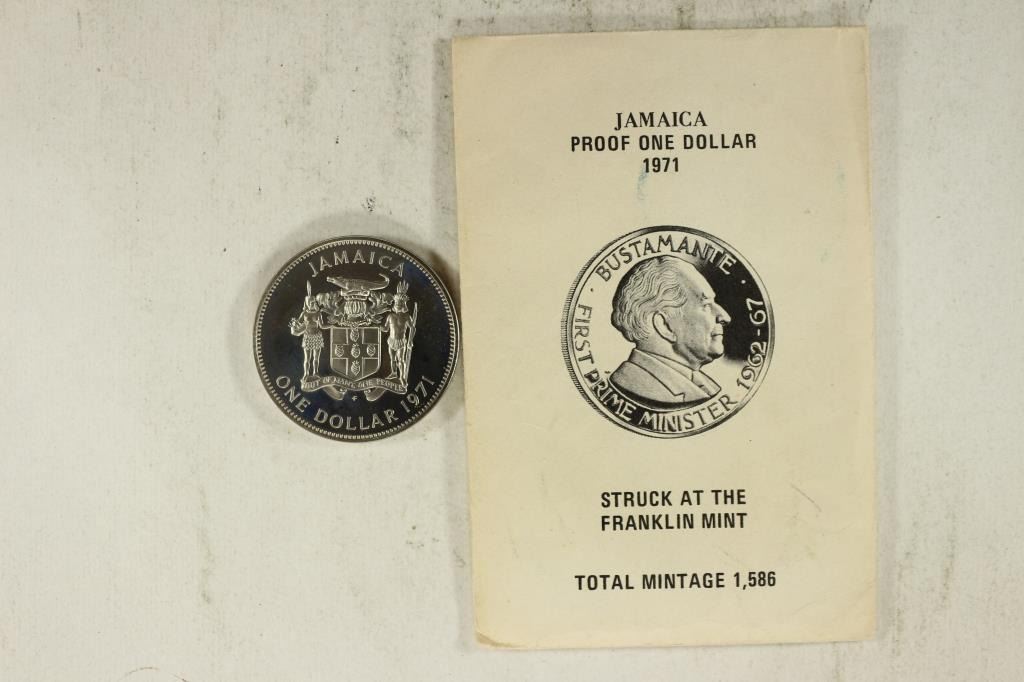 JAMAICA
OUT OF MANY, ONE PEOPLE
ONE DOLLAR 1971
JAMAICA
PROOF ONE DOLLAR
1971
· BUSTAMANTE ·
FIRST PRIME MINISTER 1962-67
STRUCK AT THE
FRANKLIN MINT
TOTAL MINTAGE 1,586